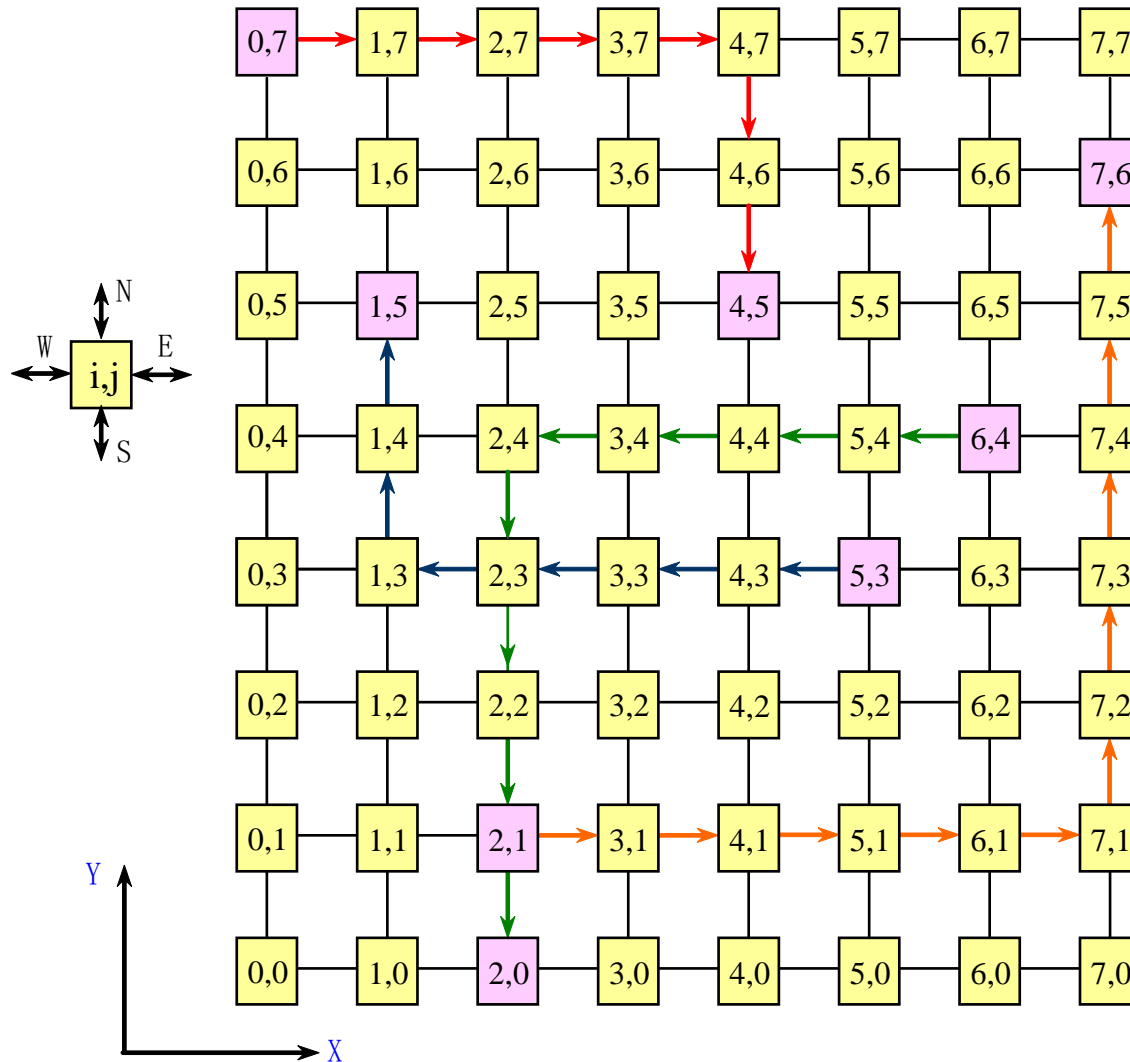 0,7 1,7 2,7 3,7 4,7 5,7 6,7 7,7
0,6 1,6 2,6 3,6 4,6 5,6 6,6 7,6
0,5 1,5 2,5 3,5 4,5 5,5 6,5 7,5
N
W E
i,j
S
0,4 1,4 2,4 3,4 4,4 5,4 6,4 7,4
0,3 1,3 2,3 3,3 4,3 5,3 6,3 7,3
0,2 1,2 2,2 3,2 4,2 5,2 6,2 7,2
0,1 1,1 2,1 3,1 4,1 5,1 6,1 7,1
Y
0,0 1,0 2,0 3,0 4,0 5,0 6,0 7,0
X